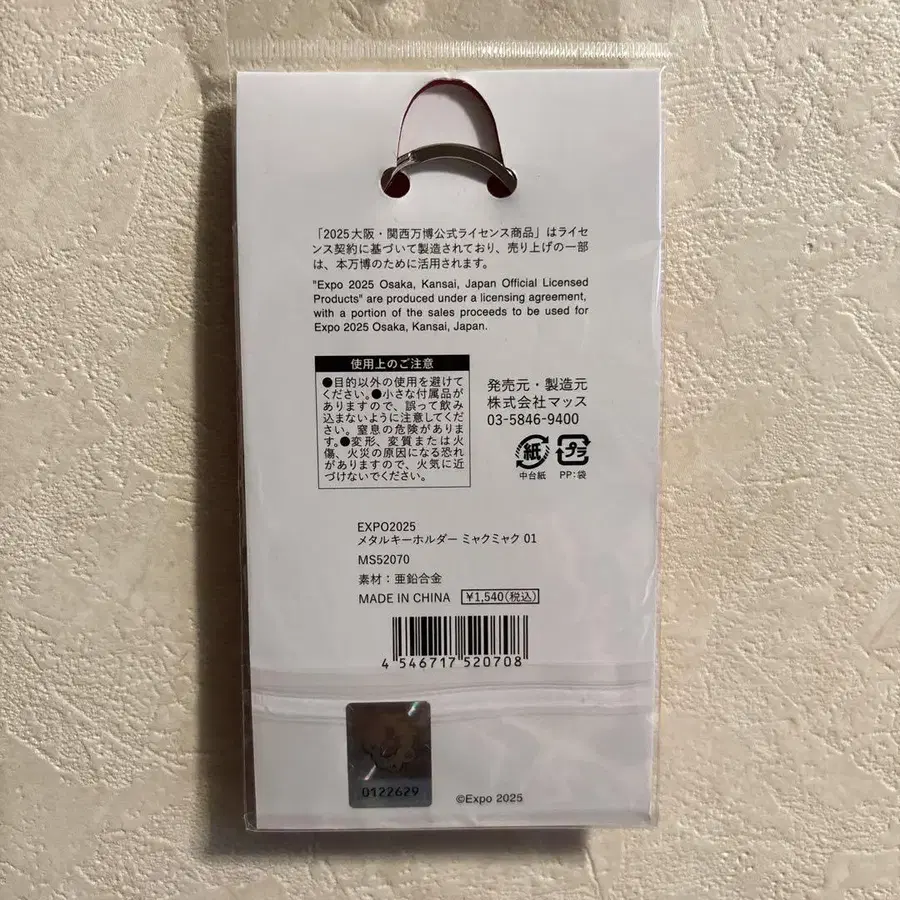 「2025大阪・関西万博公式ライセンス商品」はライ
センス契約に基づいて製造されており、売り上げの一部
は、本万博のために活用されます。
"Expo 2025 Osaka, Kansai, Japan Official Licensed
Products" are produced under a licensing agreement,
with a portion of the sales proceeds to be used for
Expo 2025 Osaka, Kansai, Japan.
使用上のご注意
●目的以外の使用を避けて
ください。●小さな付属品が
ありますので、誤って飲み
込まないように注意してくだ
さい。窒息の危険がありま
す。●変形、変質または火
傷、火災の原因になる恐れ
がありますので、火気に近
づけないでください。
発売元・製造元
株式会社マッス
03-5846-9400
紙
中台紙
プラ
PP:袋
EXPO2025
メタルキーホルダー ミャクミャク 01
MS52070
素材：亜鉛合金
MADE IN CHINA ¥1,540(税込)
4 546717 520708
0122629
©Expo 2025